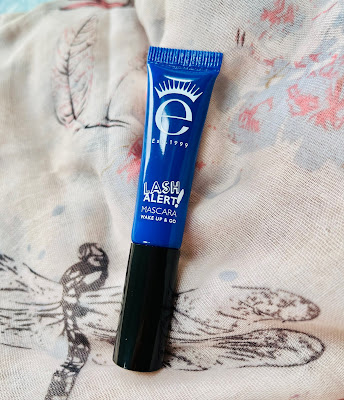 é
Est. 1999
LASH
ALERT!
MASCARA
WAKE UP & GO